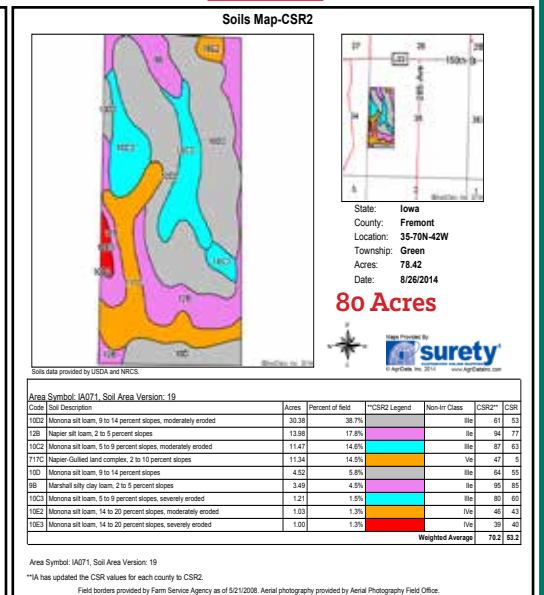 Soils Map-CSR2
State: Iowa
County: Fremont
Location: 35-70N-42W
Township: Green
Acres: 78.42
Date: 8/26/2014
80 Acres
Maps Provided By:
surety
© AgriData, Inc. 2014 www.AgriDataInc.com
Soils data provided by USDA and NRCS.
Area Symbol: IA071, Soil Area Version: 19
Code Soil Description Acres Percent of field **CSR2 Legend Non-Irr Class CSR2** CSR
10D2 Monona silt loam, 9 to 14 percent slopes, moderately eroded 30.38 38.7% IIIe 61 53
12B Napier silt loam, 2 to 5 percent slopes 13.98 17.8% IIe 94 77
10C2 Monona silt loam, 5 to 9 percent slopes, moderately eroded 11.47 14.6% IIIe 87 63
717C Napier-Gullied land complex, 2 to 10 percent slopes 11.34 14.5% Ve 47 5
10D Monona silt loam, 9 to 14 percent slopes 4.52 5.8% IIIe 64 55
9B Marshall silty clay loam, 2 to 5 percent slopes 3.49 4.5% IIe 95 85
10C3 Monona silt loam, 5 to 9 percent slopes, severely eroded 1.21 1.5% IIIe 80 60
10E2 Monona silt loam, 14 to 20 percent slopes, moderately eroded 1.03 1.3% IVe 46 43
10E3 Monona silt loam, 14 to 20 percent slopes, severely eroded 1.00 1.3% IVe 39 40
Weighted Average 70.2 53.2
Area Symbol: IA071, Soil Area Version: 19
**IA has updated the CSR values for each county to CSR2.
Field borders provided by Farm Service Agency as of 5/21/2008. Aerial photography provided by Aerial Photography Field Office.